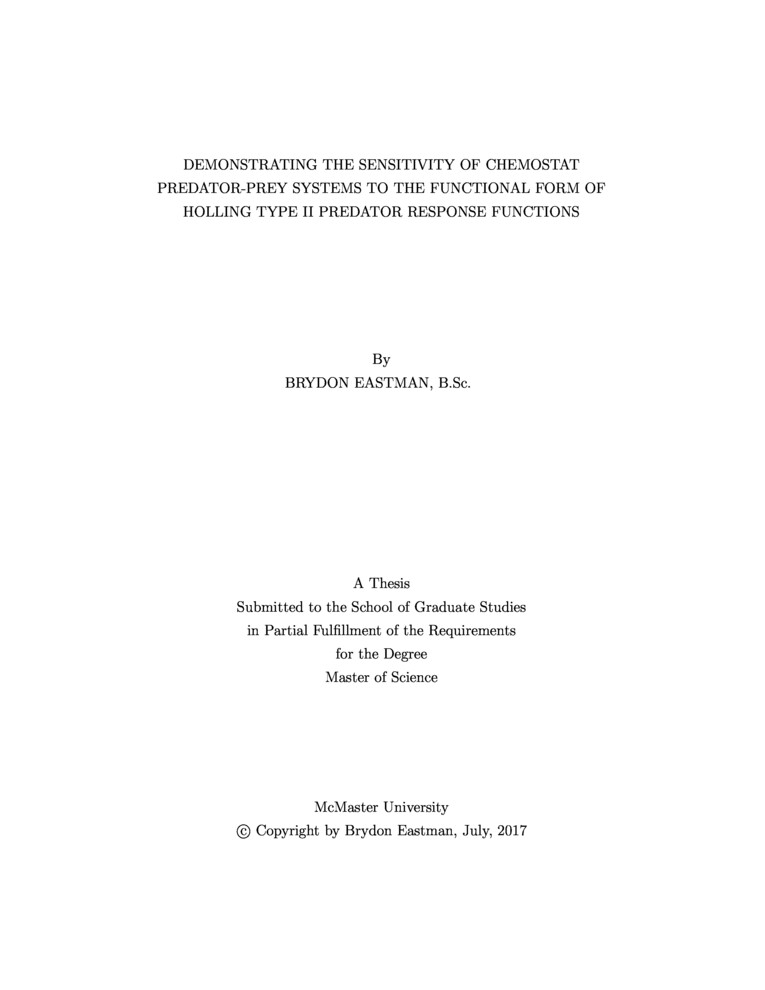 DEMONSTRATING THE SENSITIVITY OF CHEMOSTAT
PREDATOR-PREY SYSTEMS TO THE FUNCTIONAL FORM OF
HOLLING TYPE II PREDATOR RESPONSE FUNCTIONS
By
BRYDON EASTMAN, B.Sc.
A Thesis
Submitted to the School of Graduate Studies
in Partial Fulfillment of the Requirements
for the Degree
Master of Science
McMaster University
© Copyright by Brydon Eastman, July, 2017